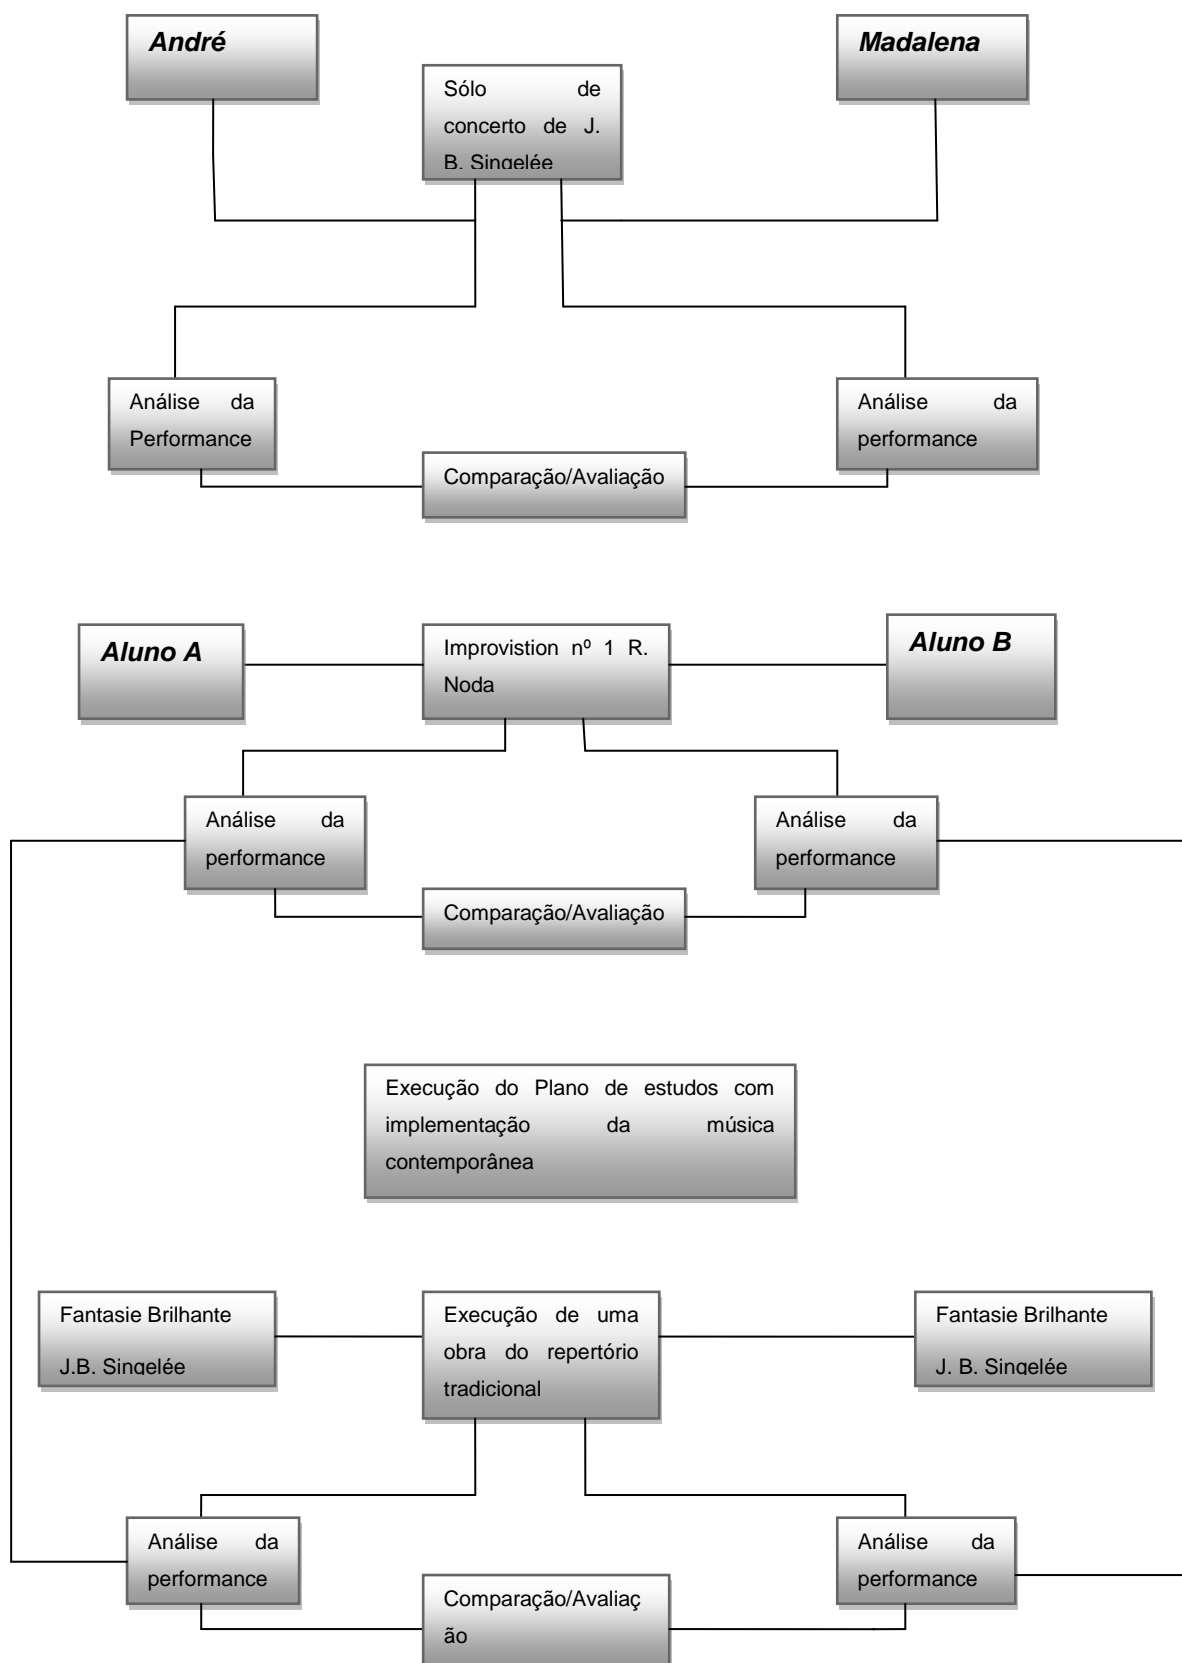 André
Madalena
Sólo de
concerto de J.
B. Singelée
Análise da
Performance
Análise da
performance
Comparação/Avaliação
Aluno A
Improvistion nº 1 R.
Noda
Aluno B
Análise da
performance
Análise da
performance
Comparação/Avaliação
Execução do Plano de estudos com
implementação da música
contemporânea
Fantasie Brilhante
J.B. Singelée
Execução de uma
obra do repertório
tradicional
Fantasie Brilhante
J. B. Singelée
Análise da
performance
Análise da
performance
Comparação/Avaliaç
ão